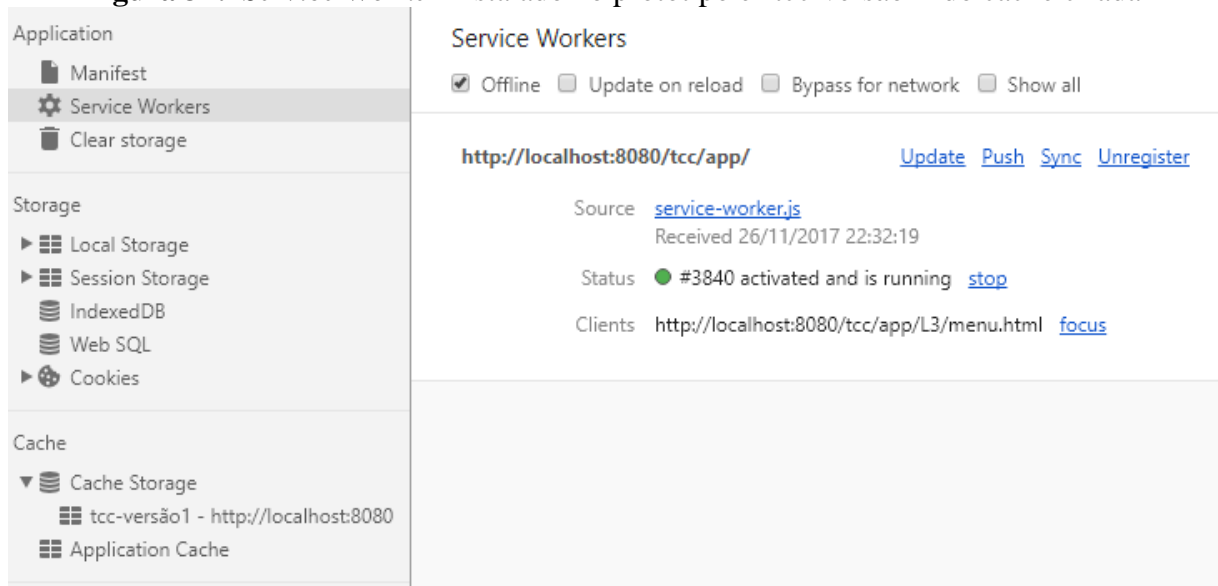 Application
Manifest
Service Workers
Clear storage
Storage
Local Storage
Session Storage
IndexedDB
Web SQL
Cookies
Cache
Cache Storage
tcc-versão1 - http://localhost:8080
Application Cache
Service Workers
Offline Update on reload Bypass for network Show all
http://localhost:8080/tcc/app/ Update Push Sync Unregister
Source service-worker.js
Received 26/11/2017 22:32:19
Status #3840 activated and is running stop
Clients http://localhost:8080/tcc/app/L3/menu.html focus